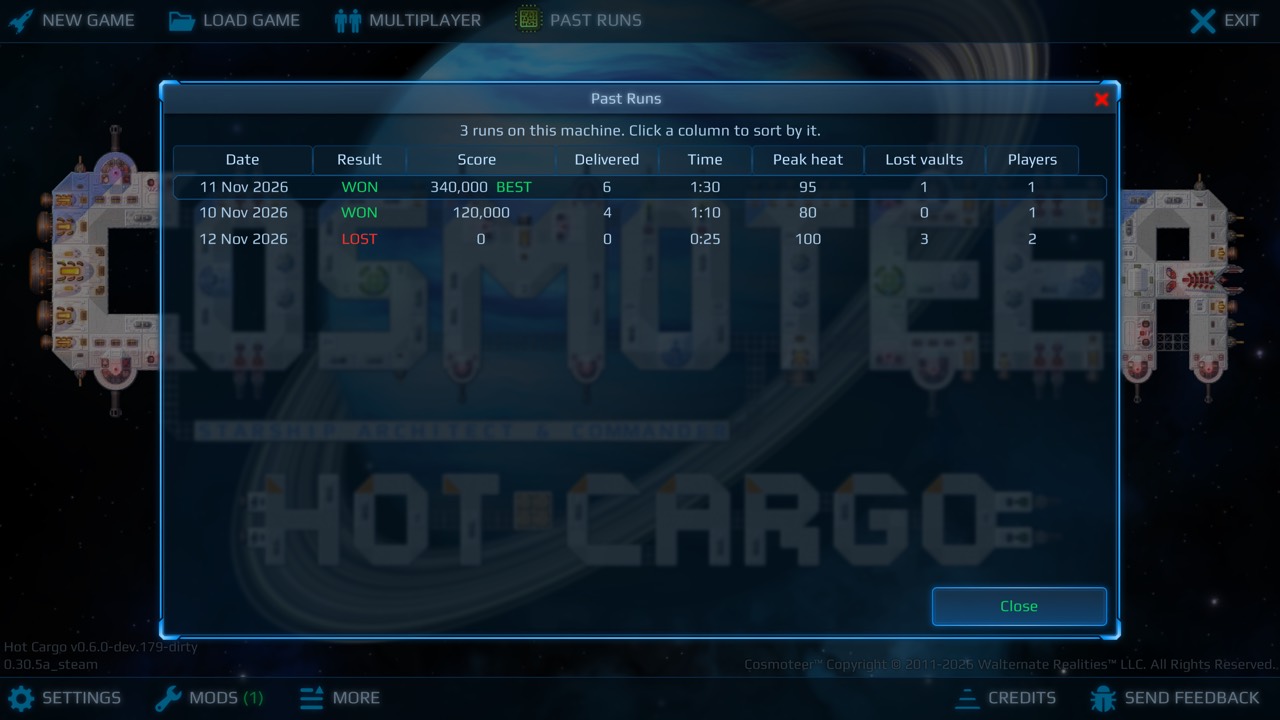 NEW GAME LOAD GAME MULTIPLAYER PAST RUNS EXIT
Past Runs
3 runs on this machine. Click a column to sort by it.
Date Result Score Delivered Time Peak heat Lost vaults Players
11 Nov 2026 WON 340,000 BEST 6 1:30 95 1 1
10 Nov 2026 WON 120,000 4 1:10 80 0 1
12 Nov 2026 LOST 0 0 0:25 100 3 2
COSMOTEER
STARSHIP ARCHITECT & COMMANDER
HOT CARGO
Close
Hot Cargo v0.6.0-dev.179-dirty
0.30.5a_steam
Cosmoteer™ Copyright © 2011-2026 Walternate Realities™ LLC. All Rights Reserved.
SETTINGS MODS (1) MORE CREDITS SEND FEEDBACK